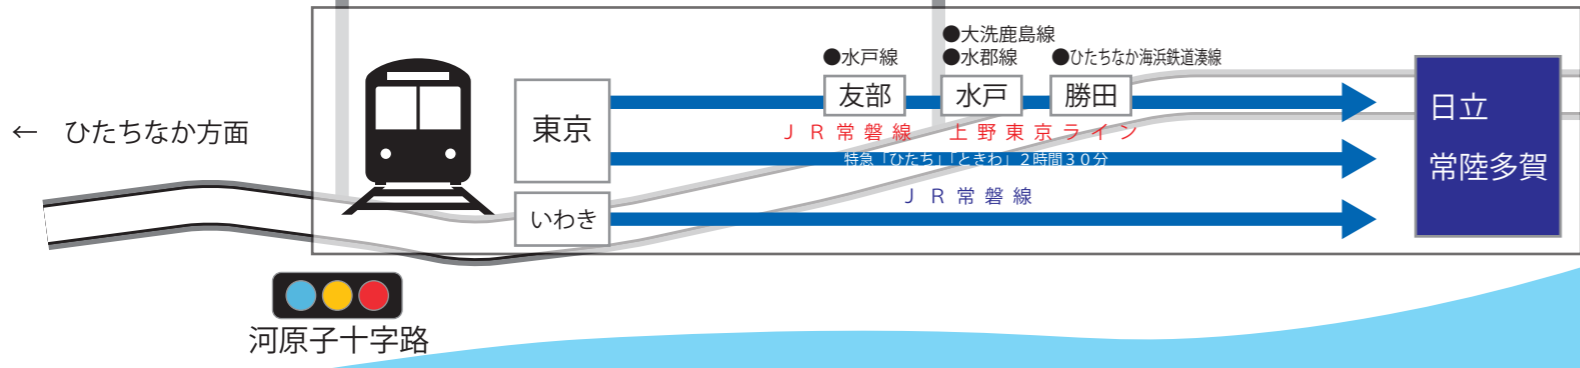 ●大洗鹿島線
●水戸線
●水郡線
●ひたちなか海浜鉄道湊線
友部
水戸
勝田
東京
ＪＲ常磐線
上野東京ライン
特急「ひたち」「ときわ」２時間３０分
いわき
ＪＲ常磐線
日立
常陸多賀
← ひたちなか方面
河原子十字路